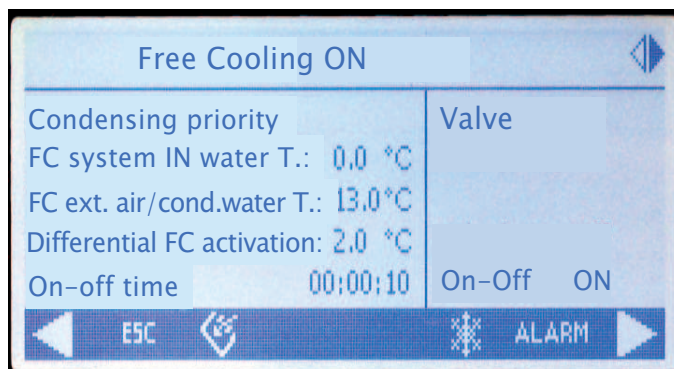 Free Cooling ON
Condensing priority
FC system IN water T.: 0.0 °C
FC ext. air/cond.water T.: 13.0°C
Differential FC activation: 2.0 °C
On-off time 00:00:10
Valve
On-Off ON
ESC ALARM